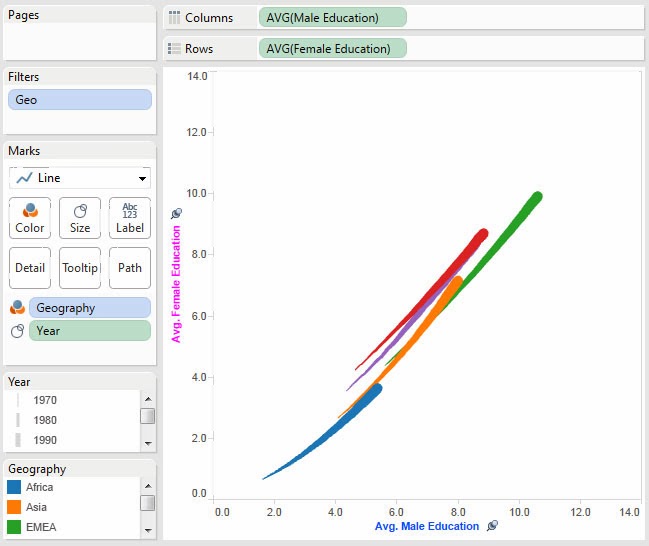 Pages
Columns AVG(Male Education)
Rows AVG(Female Education)
Filters
Geo
Marks
Line
Color Size Abc 123 Label
Detail Tooltip Path
Geography
Year
Year
1970
1980
1990
Geography
Africa
Asia
EMEA
Avg. Female Education
14.0
12.0
10.0
8.0
6.0
4.0
2.0
0.0
0.0 2.0 4.0 6.0 8.0 10.0 12.0 14.0
Avg. Male Education